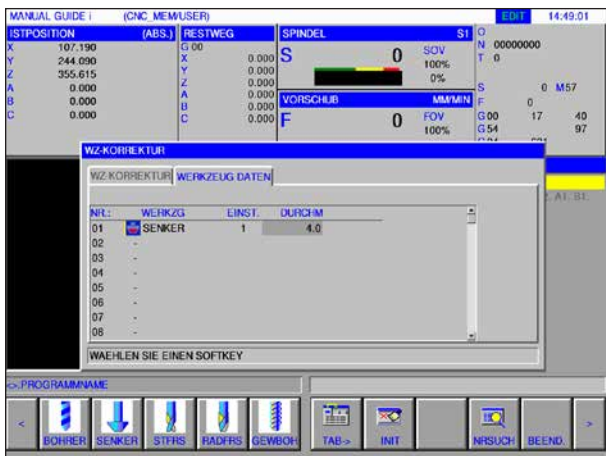 MANUAL GUIDE i (CNC_MEM/USER) EDIT 14:49:01
ISTPOSITION (ABS.) RESTWEG SPINDEL S1 O
X 107.190 G 00 N 00000000
Y 244.090 X 0.000 S 0 SOV T 0
Z 355.615 Y 0.000 100%
A 0.000 Z 0.000 0% S 0 M57
B 0.000 A 0.000 VORSCHUB MM/MIN F 0
C 0.000 B 0.000 F 0 FOV G00 17 40
C 0.000 100% G54 97
WZ-KORREKTUR
WZ-KORREKTUR WERKZEUG DATEN
NR.: WERKZG EINST. DURCHM
01 SENKER 1 4.0
02 -
03 -
04 -
05 -
06 -
07 -
08 -
WAEHLEN SIE EINEN SOFTKEY
<>.PROGRAMMNAME
< BOHRER SENKER STFRS RADFRS GEWBOH TAB-> INIT NRSUCH BEEND. >